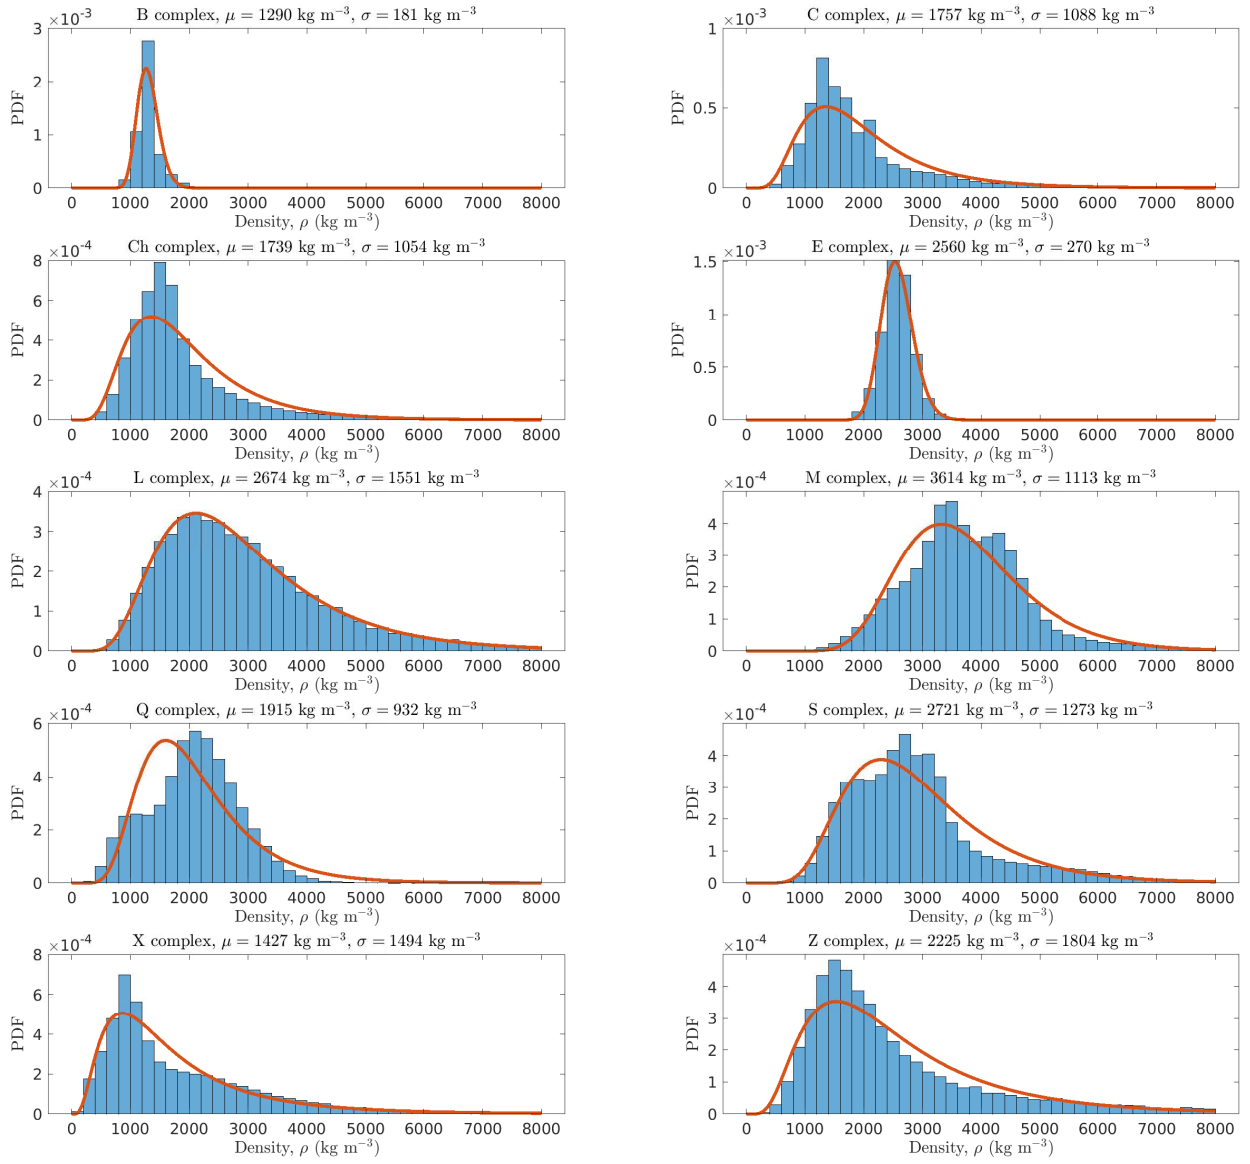 B complex, μ = 1290 kg m⁻³, σ = 181 kg m⁻³
×10⁻³
3
2
1
0
PDF
0 1000 2000 3000 4000 5000 6000 7000 8000
Density, ρ (kg m⁻³)
C complex, μ = 1757 kg m⁻³, σ = 1088 kg m⁻³
×10⁻³
1
0.5
0
PDF
0 1000 2000 3000 4000 5000 6000 7000 8000
Density, ρ (kg m⁻³)
Ch complex, μ = 1739 kg m⁻³, σ = 1054 kg m⁻³
×10⁻⁴
8
6
4
2
0
PDF
0 1000 2000 3000 4000 5000 6000 7000 8000
Density, ρ (kg m⁻³)
E complex, μ = 2560 kg m⁻³, σ = 270 kg m⁻³
×10⁻³
1.5
1
0.5
0
PDF
0 1000 2000 3000 4000 5000 6000 7000 8000
Density, ρ (kg m⁻³)
L complex, μ = 2674 kg m⁻³, σ = 1551 kg m⁻³
×10⁻⁴
4
3
2
1
0
PDF
0 1000 2000 3000 4000 5000 6000 7000 8000
Density, ρ (kg m⁻³)
M complex, μ = 3614 kg m⁻³, σ = 1113 kg m⁻³
×10⁻⁴
4
3
2
1
0
PDF
0 1000 2000 3000 4000 5000 6000 7000 8000
Density, ρ (kg m⁻³)
Q complex, μ = 1915 kg m⁻³, σ = 932 kg m⁻³
×10⁻⁴
6
4
2
0
PDF
0 1000 2000 3000 4000 5000 6000 7000 8000
Density, ρ (kg m⁻³)
S complex, μ = 2721 kg m⁻³, σ = 1273 kg m⁻³
×10⁻⁴
4
3
2
1
0
PDF
0 1000 2000 3000 4000 5000 6000 7000 8000
Density, ρ (kg m⁻³)
X complex, μ = 1427 kg m⁻³, σ = 1494 kg m⁻³
×10⁻⁴
8
6
4
2
0
PDF
0 1000 2000 3000 4000 5000 6000 7000 8000
Density, ρ (kg m⁻³)
Z complex, μ = 2225 kg m⁻³, σ = 1804 kg m⁻³
×10⁻⁴
4
3
2
1
0
PDF
0 1000 2000 3000 4000 5000 6000 7000 8000
Density, ρ (kg m⁻³)